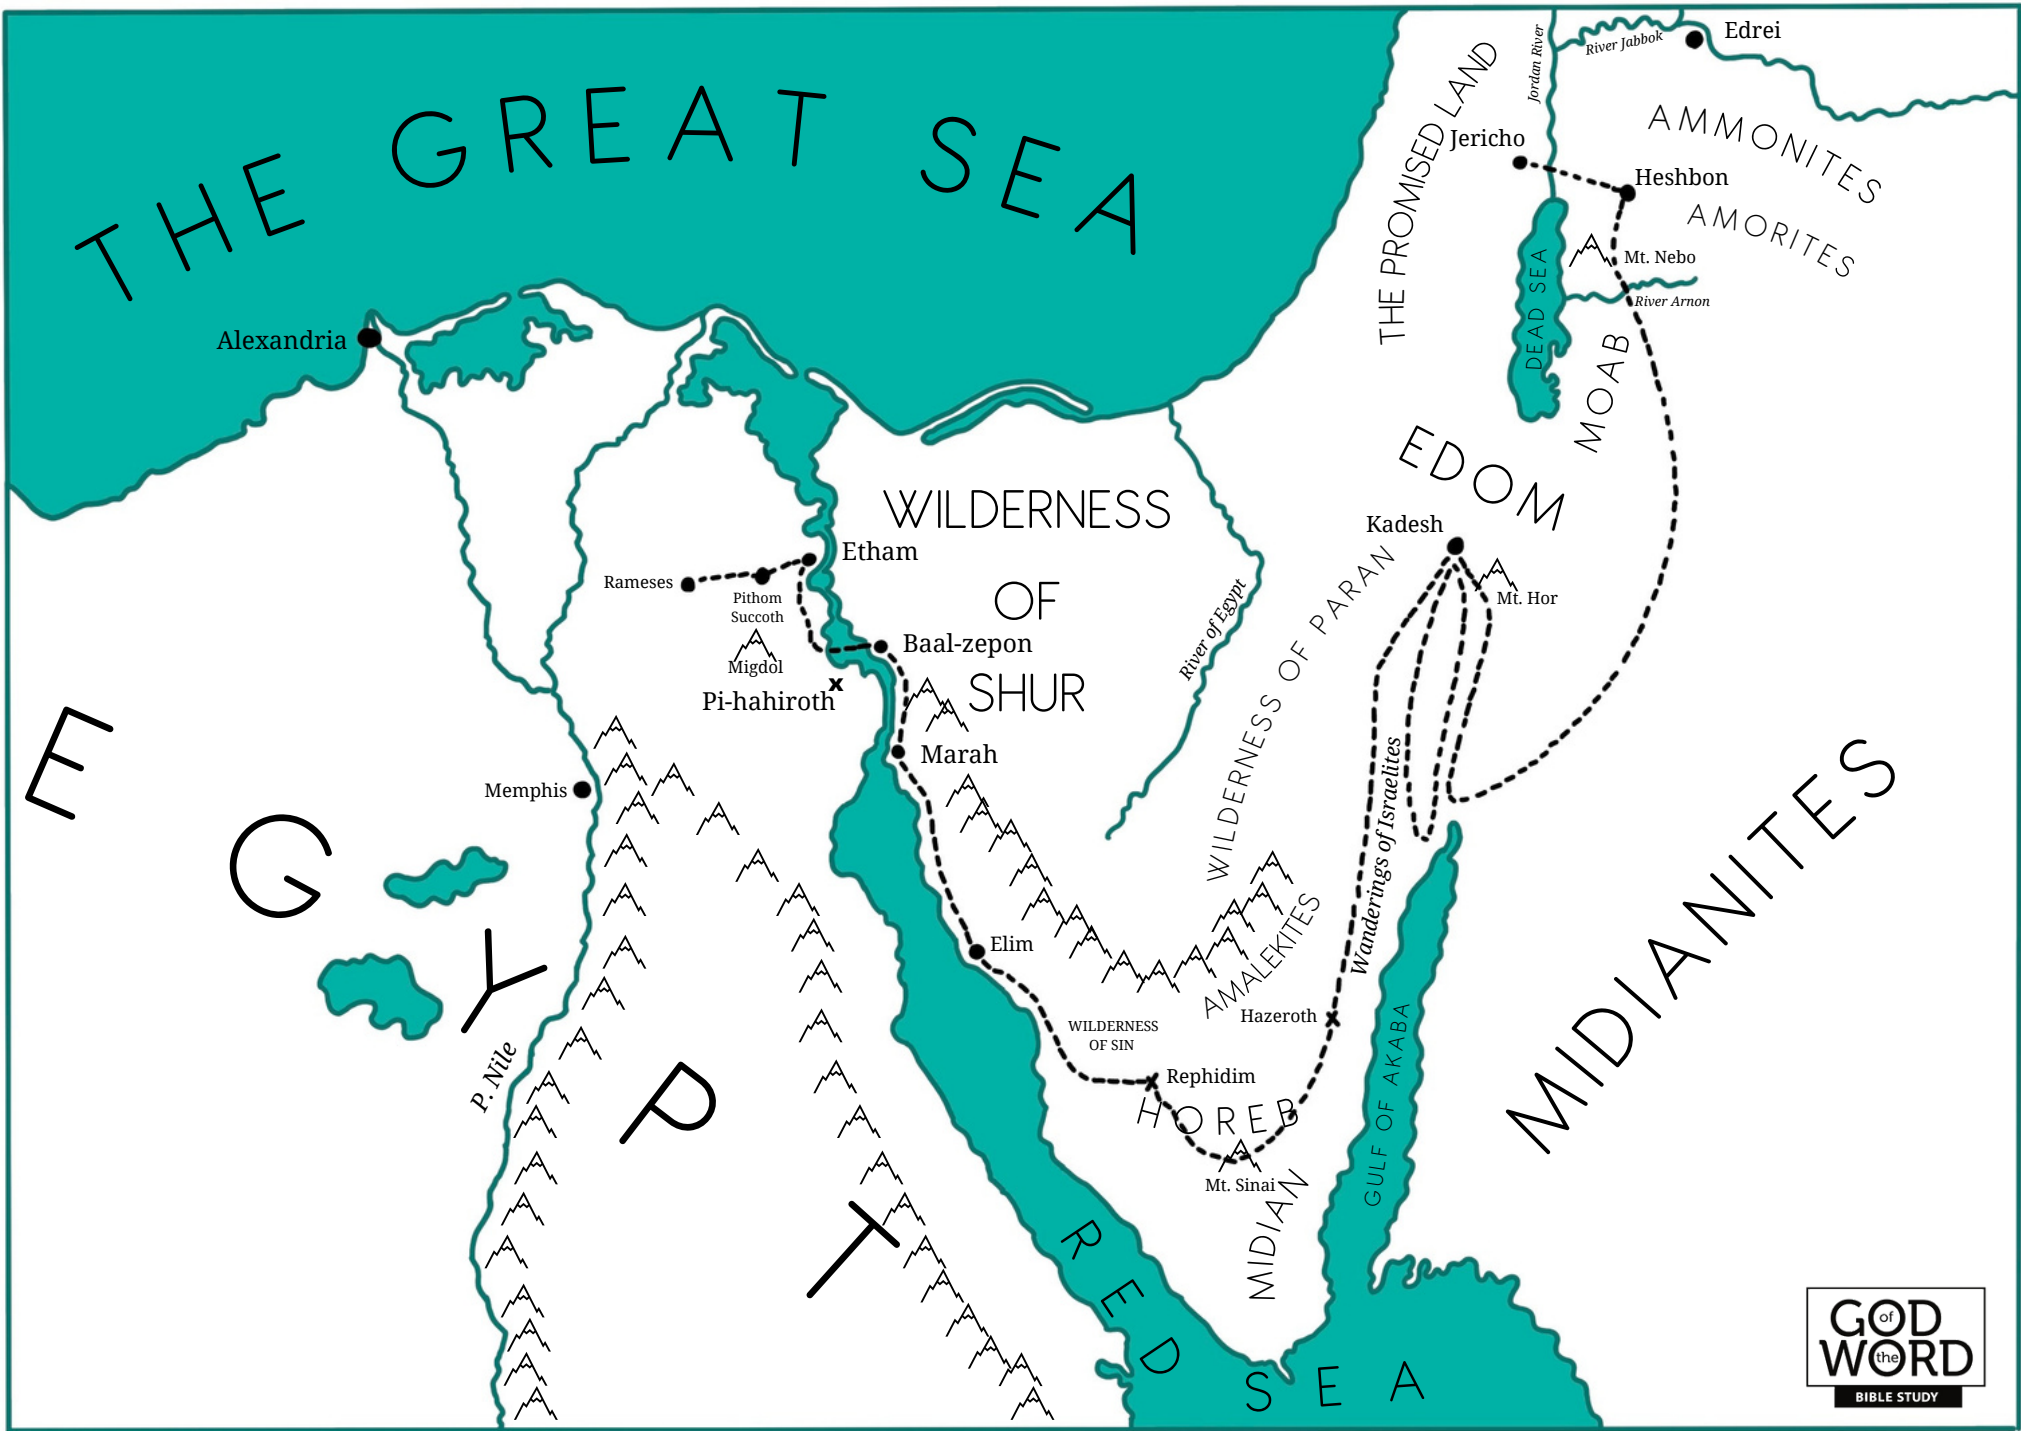 THE GREAT SEA
Edrei
River Jabbok
Jordan River
AMMONITES
THE PROMISED LAND
Jericho
Heshbon
AMORITES
Mt. Nebo
River Arnon
DEAD SEA
MOAB
Alexandria
EDOM
Kadesh
Mt. Hor
WILDERNESS
OF
SHUR
Etham
Rameses
Pithom
Succoth
Migdol
Baal-zepon
Pi-hahiroth
x
River of Egypt
WILDERNESS OF PARAN
Marah
Memphis
EGYPT
Wanderings of Israelites
MIDIANITES
Elim
AMALEKITES
Hazeroth
WILDERNESS
OF SIN
Rephidim
HOREB
Mt. Sinai
MIDIAN
GULF OF AKABA
P. Nile
RED SEA
GOD of
the WORD
BIBLE STUDY